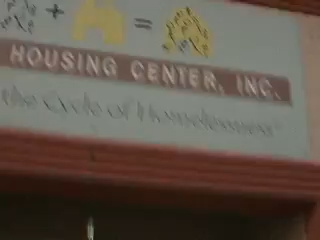 + =
HOUSING CENTER, INC.
the Cycle of Homelessness"